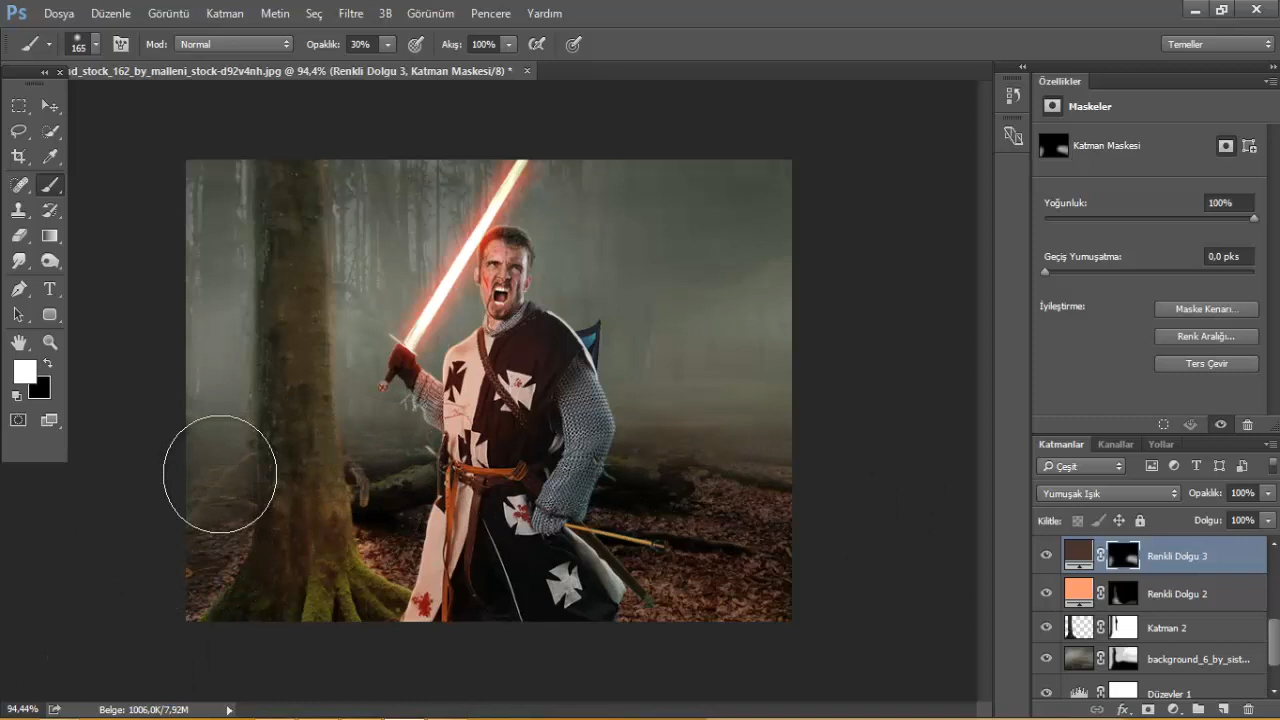 Ps Dosya Düzenle Görüntü Katman Metin Seç Filtre 3B Görünüm Pencere Yardım
165 Mod: Normal Opaklık: 30% Akış: 100% Temeller
ıd_stock_162_by_malleni_stock-d92v4nh.jpg @ 94,4% (Renkli Dolgu 3, Katman Maskesi/8) *
Özellikler
Maskeler
Katman Maskesi
Yoğunluk: 100%
Geçiş Yumuşatma: 0,0 pks
İyileştirme: Maske Kenarı...
Renk Aralığı...
Ters Çevir
Katmanlar Kanallar Yollar
Çeşit
Yumuşak Işık Opaklık: 100%
Kilitle: Dolgu: 100%
Renkli Dolgu 3
Renkli Dolgu 2
Katman 2
background_6_by_sist...
Düzeyler 1
94,44% Belge: 1006,0K/7,92M